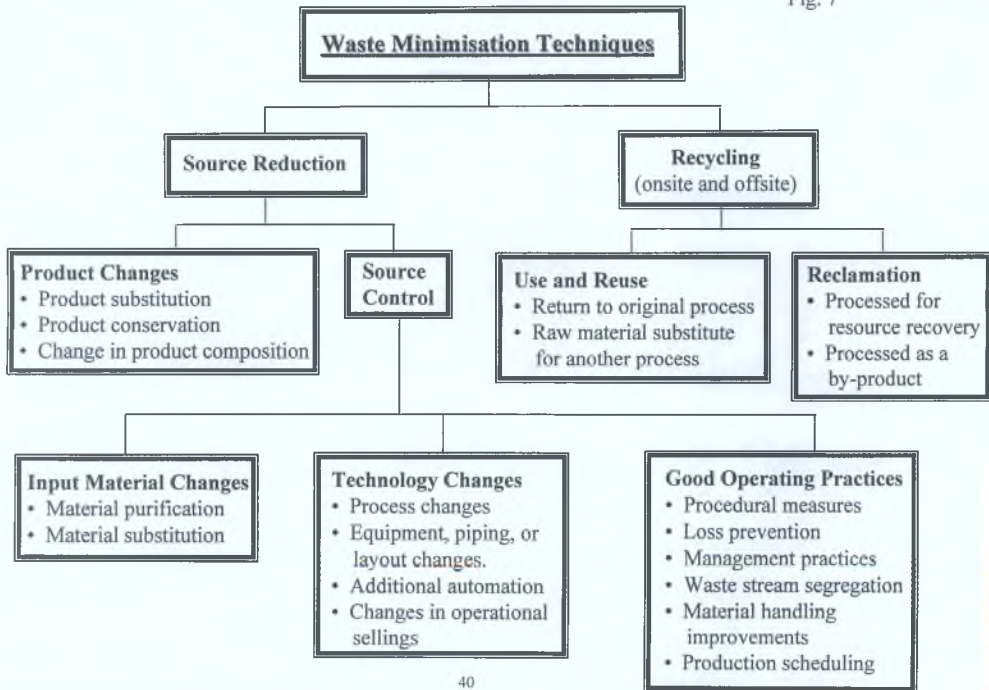 Fig. 7
Waste Minimisation Techniques
Source Reduction
Recycling
(onsite and offsite)
Product Changes
• Product substitution
• Product conservation
• Change in product composition
Source
Control
Use and Reuse
• Return to original process
• Raw material substitute
for another process
Reclamation
• Processed for
resource recovery
• Processed as a
by-product
Input Material Changes
• Material purification
• Material substitution
Technology Changes
• Process changes
• Equipment, piping, or
layout changes.
• Additional automation
• Changes in operational
sellings
Good Operating Practices
• Procedural measures
• Loss prevention
• Management practices
• Waste stream segregation
• Material handling
improvements
• Production scheduling
40